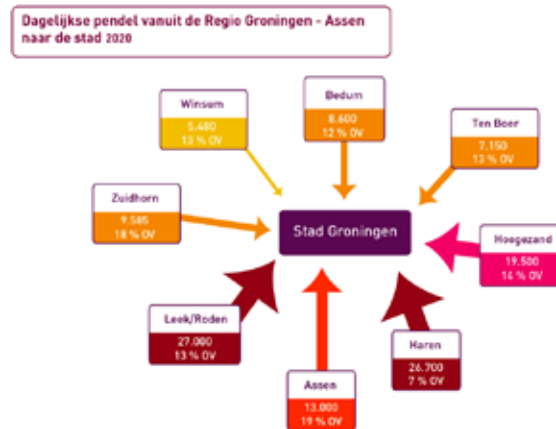 Dagelijkse pendel vanuit de Regio Groningen - Assen
naar de stad 2020
Winsum
5.480
13 % OV
Bedum
8.600
12 % OV
Ten Boer
7.150
13 % OV
Zuidhorn
9.585
18 % OV
Stad Groningen
Hoogezand
19.500
14 % OV
Leek/Roden
27.000
13 % OV
Haren
26.700
7 % OV
Assen
13.000
19 % OV